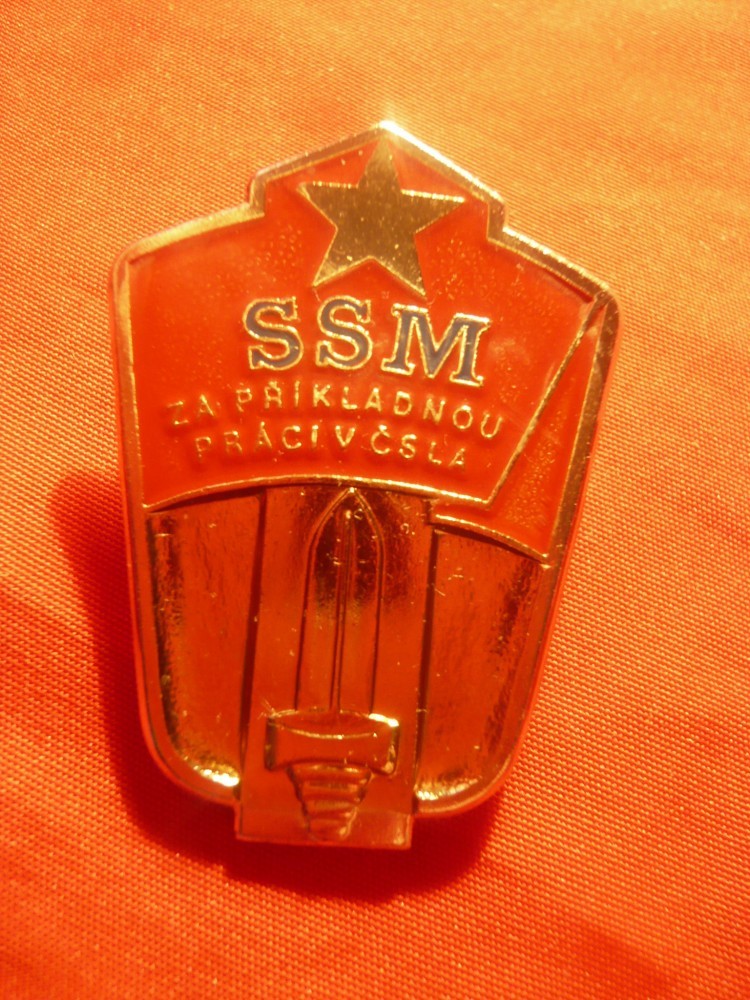 SSM
ZA PŘÍKLADNOU
PRÁCI V ČSLA